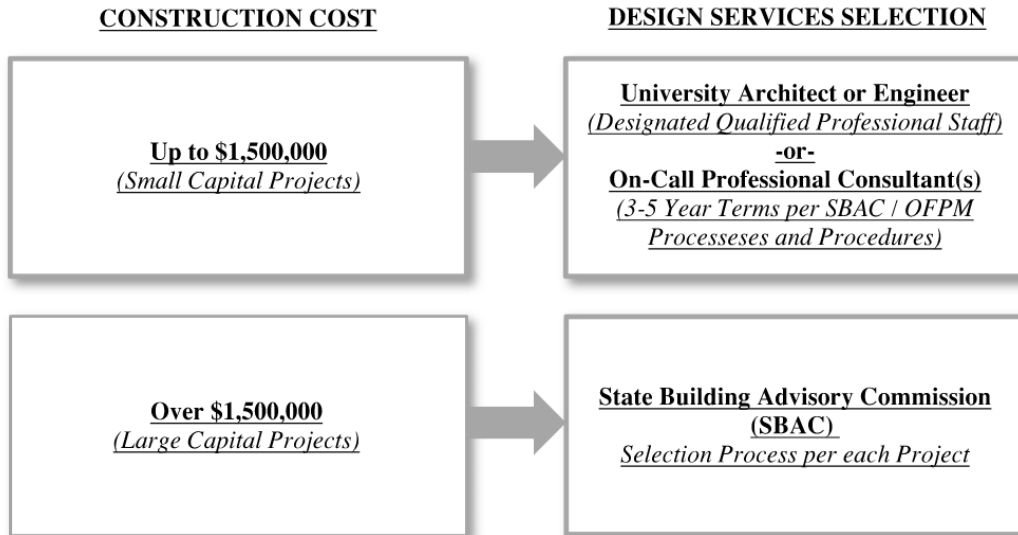 CONSTRUCTION COST
DESIGN SERVICES SELECTION
Up to $1,500,000
(Small Capital Projects)
University Architect or Engineer
(Designated Qualified Professional Staff)
-or-
On-Call Professional Consultant(s)
(3-5 Year Terms per SBAC / OFPM
Processeses and Procedures)
Over $1,500,000
(Large Capital Projects)
State Building Advisory Commission
(SBAC)
Selection Process per each Project